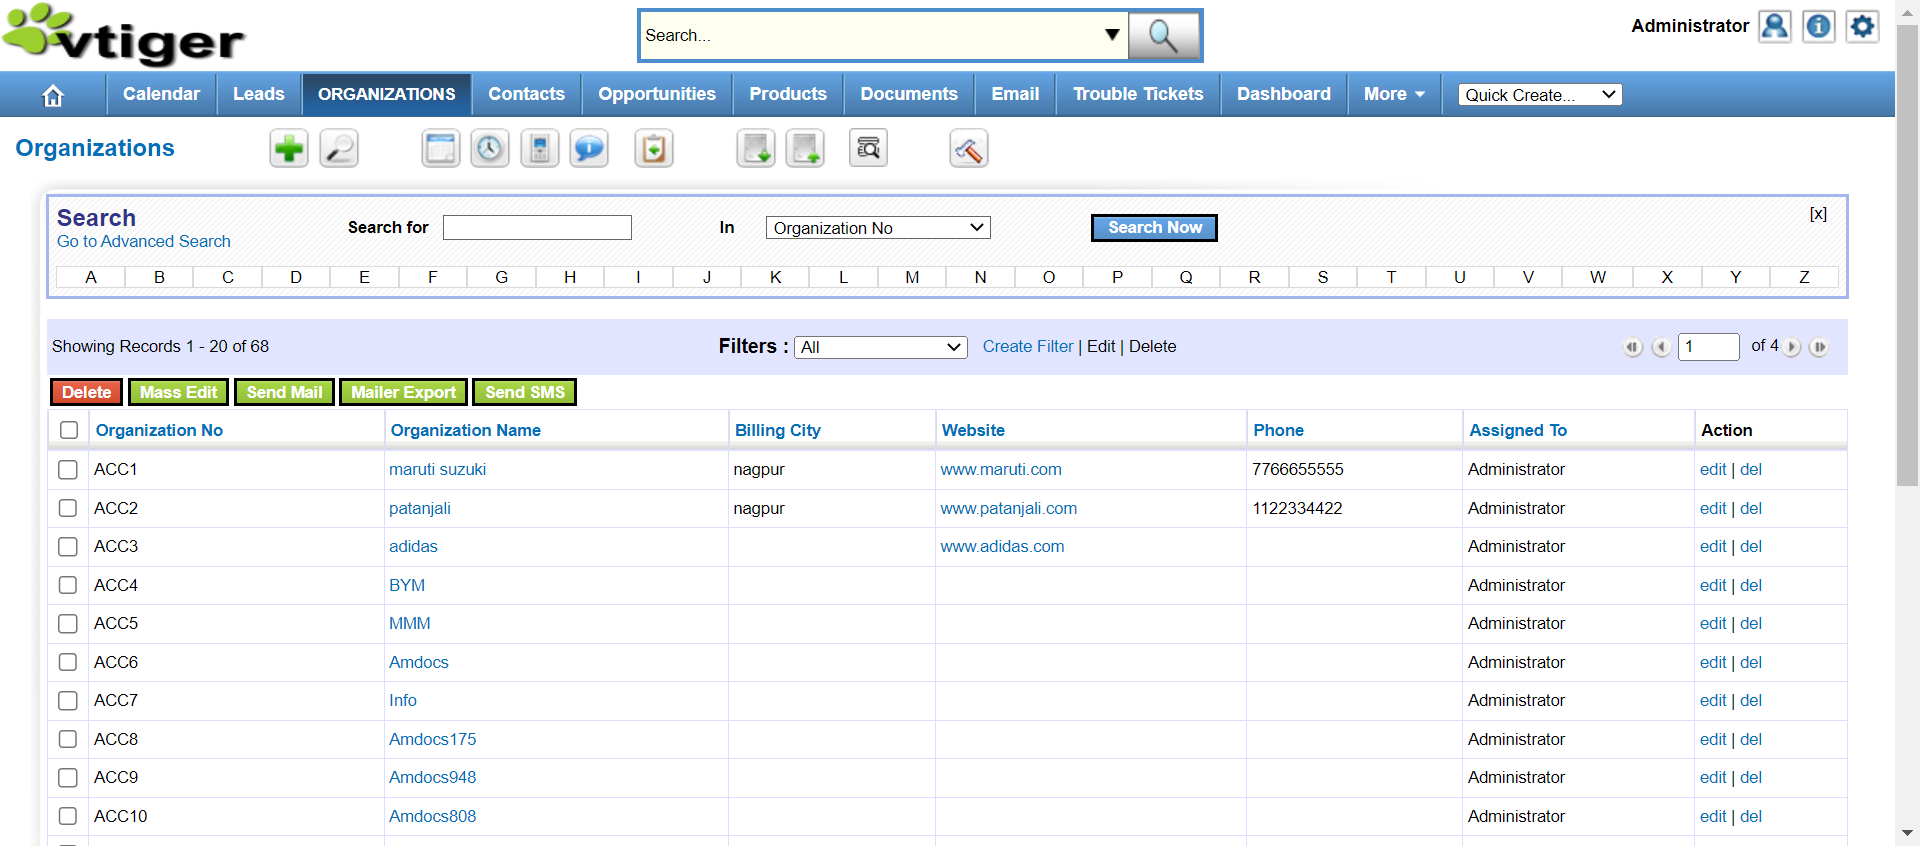 vtiger
Search...
Administrator
Calendar
Leads
ORGANIZATIONS
Contacts
Opportunities
Products
Documents
Email
Trouble Tickets
Dashboard
More
Quick Create...
Organizations
Search
Go to Advanced Search
Search for
In
Organization No
Search Now
[x]
A B C D E F G H I J K L M N O P Q R S T U V W X Y Z
Showing Records 1 - 20 of 68
Filters : All
Create Filter | Edit | Delete
1 of 4
Delete
Mass Edit
Send Mail
Mailer Export
Send SMS
Organization No Organization Name Billing City Website Phone Assigned To Action
ACC1 maruti suzuki nagpur www.maruti.com 7766655555 Administrator edit | del
ACC2 patanjali nagpur www.patanjali.com 1122334422 Administrator edit | del
ACC3 adidas www.adidas.com Administrator edit | del
ACC4 BYM Administrator edit | del
ACC5 MMM Administrator edit | del
ACC6 Amdocs Administrator edit | del
ACC7 Info Administrator edit | del
ACC8 Amdocs175 Administrator edit | del
ACC9 Amdocs948 Administrator edit | del
ACC10 Amdocs808 Administrator edit | del